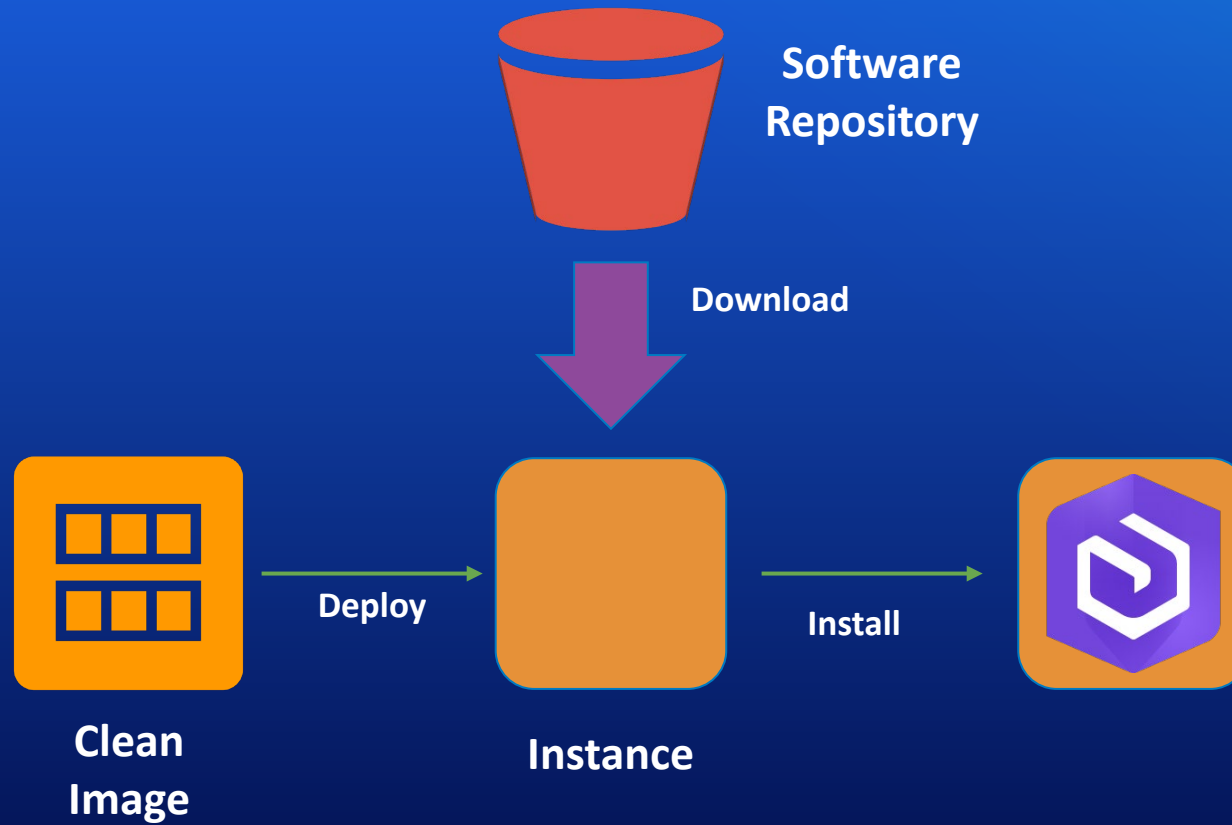 Software
Repository
Download
Deploy
Install
Clean
Image
Instance